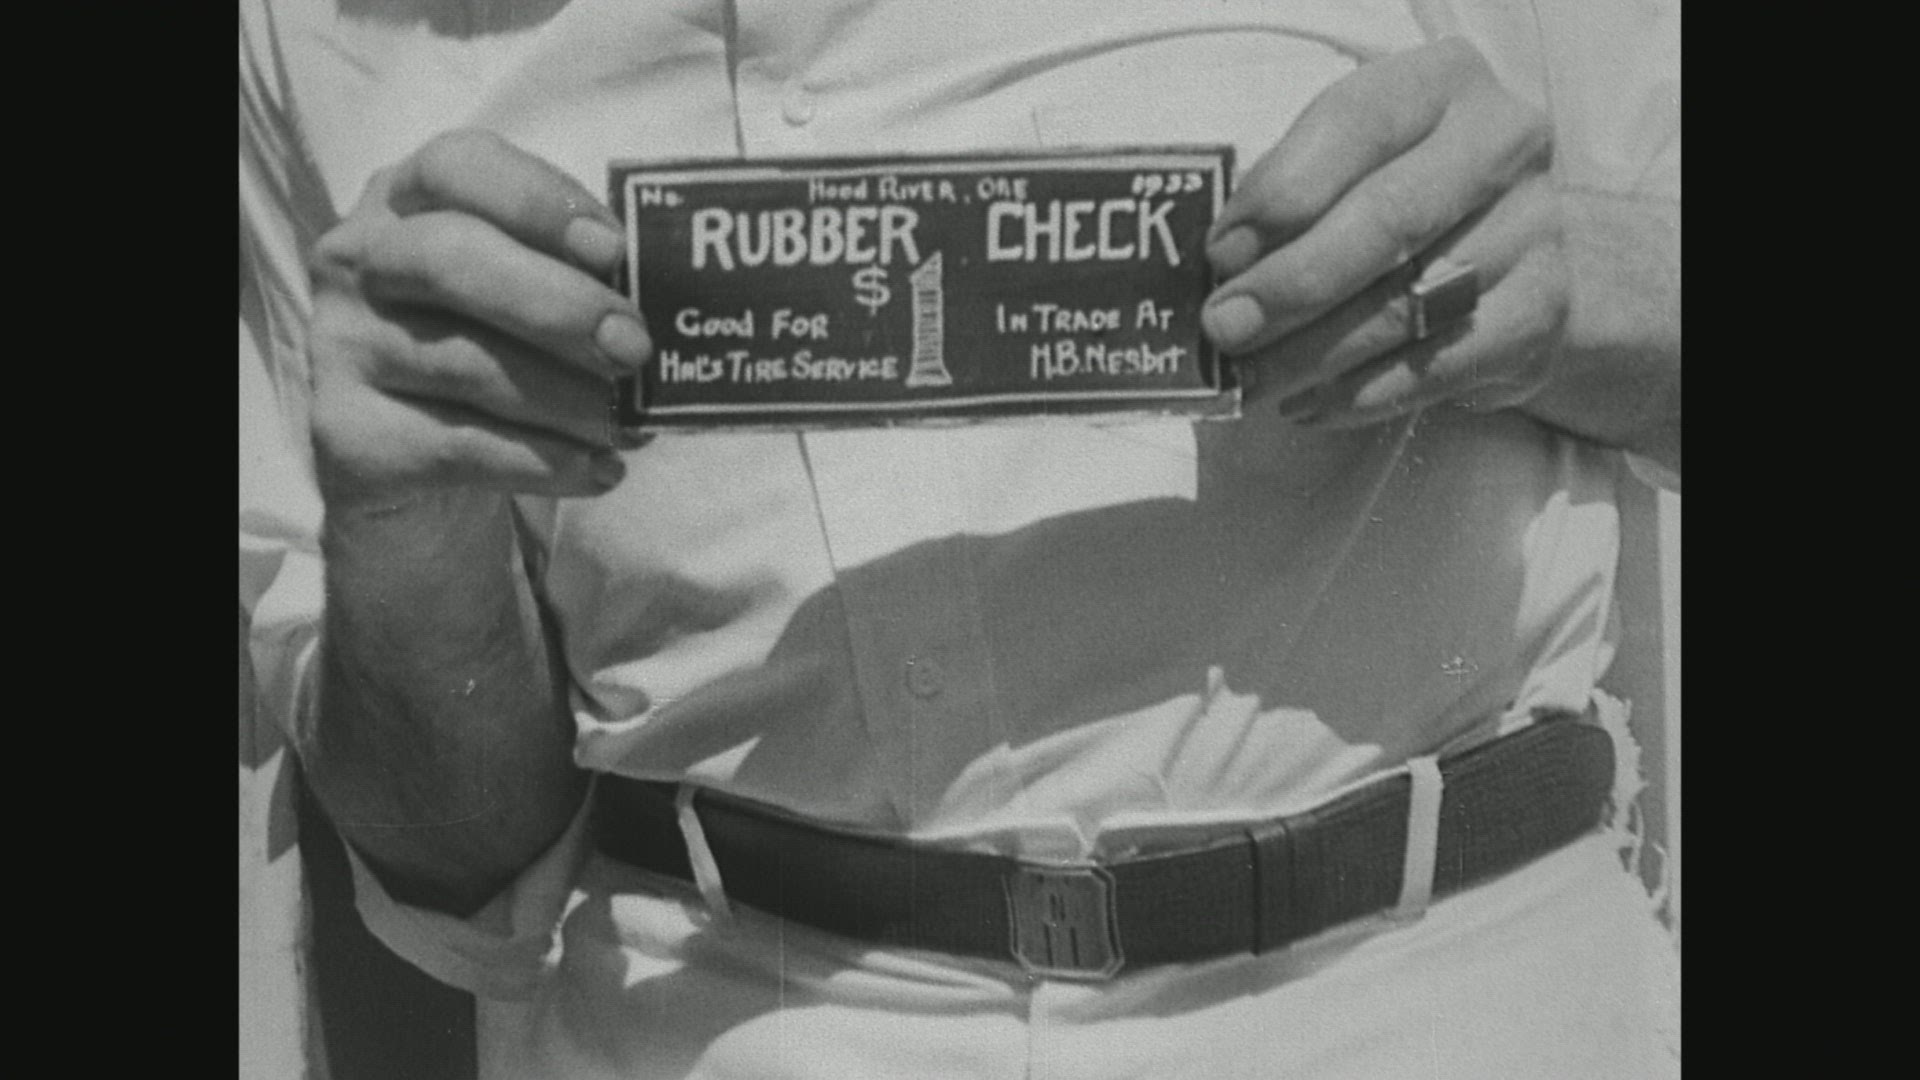 No. Hood River, Ore 1933
RUBBER CHECK
$1
Good For In Trade At
Hal's Tire Service H.B. Nesbit